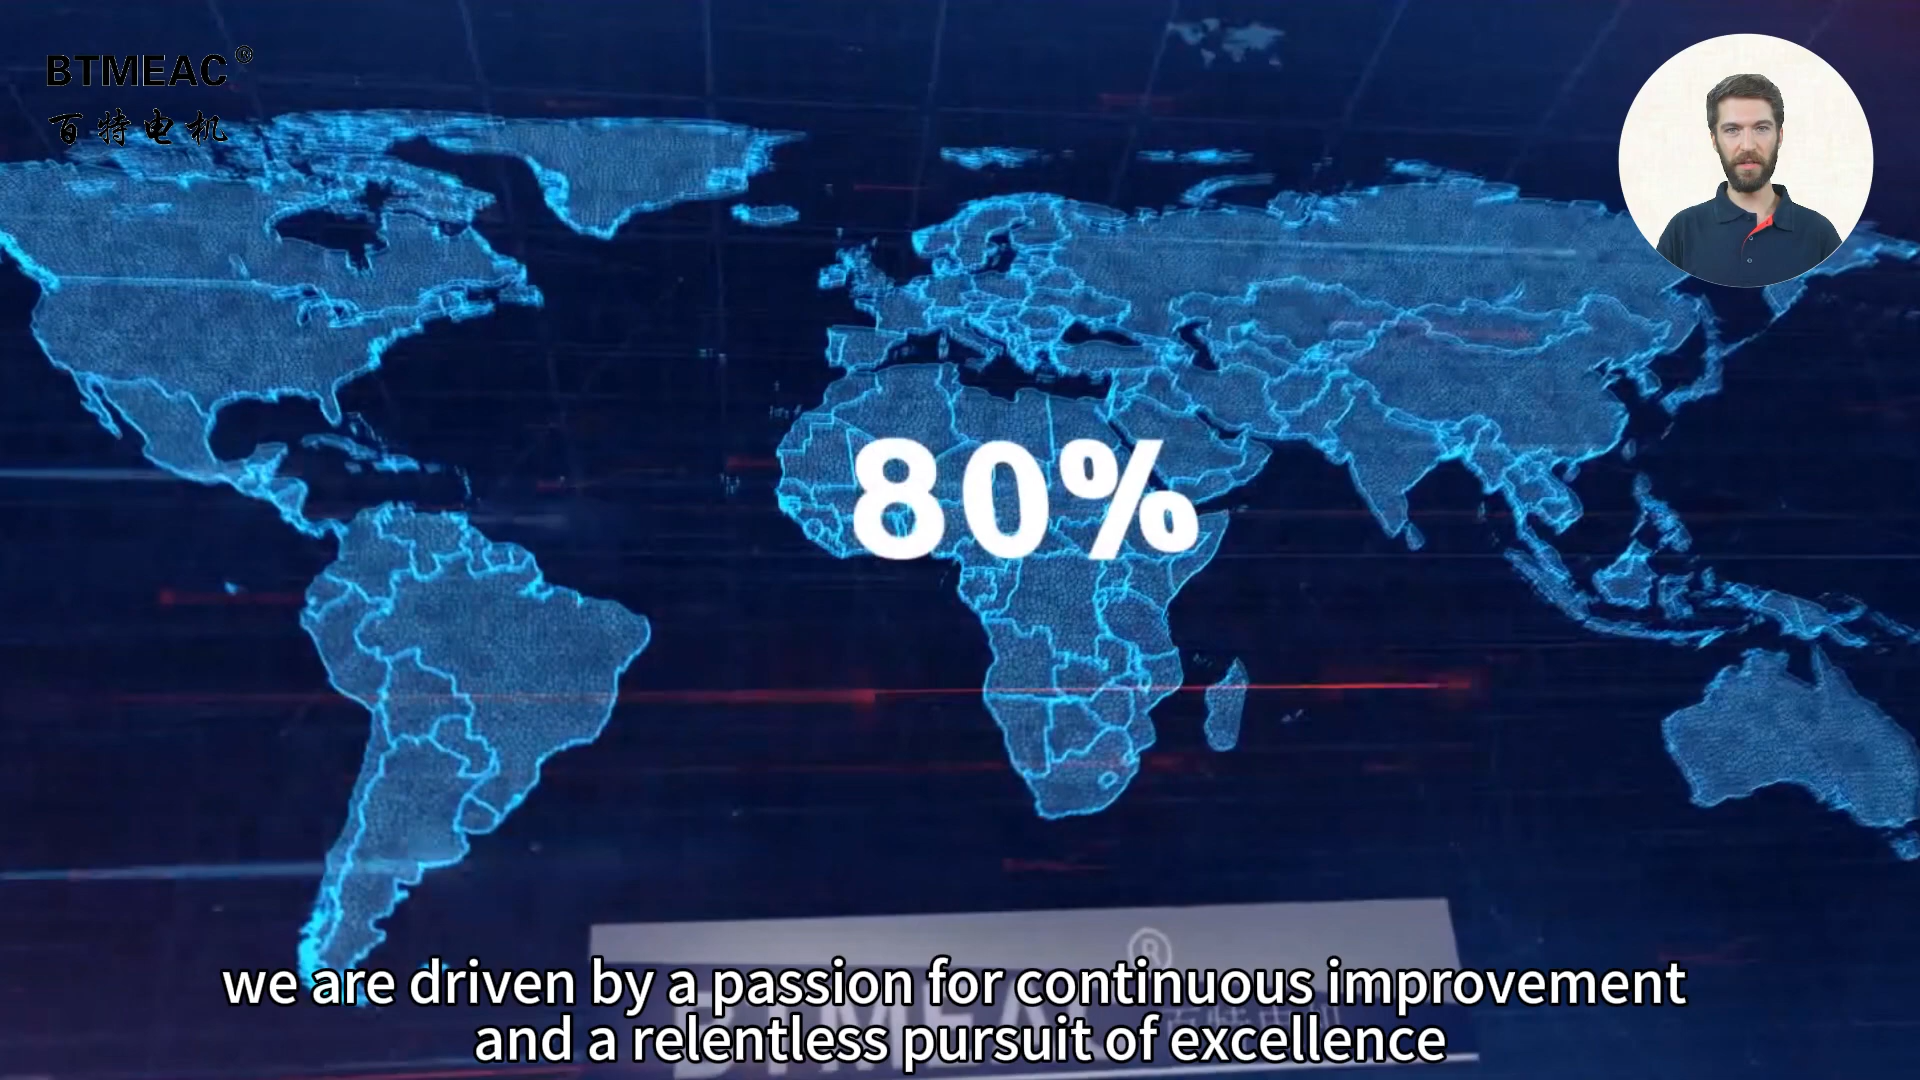 BTMEAC®
百特电机
80%
®
we are driven by a passion for continuous improvement
and a relentless pursuit of excellence